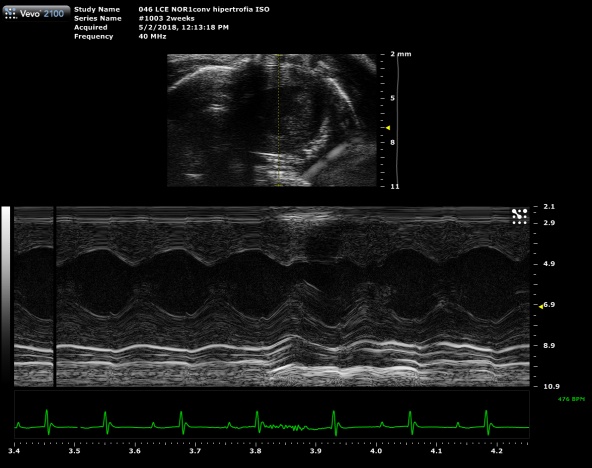 Vevo 2100
Study Name 046 LCE NOR1conv hipertrofia ISO
Series Name #1003 2weeks
Acquired 5/2/2018, 12:13:18 PM
Frequency 40 MHz
2 mm
5
8
11
2.1
2.9
4.9
6.9
8.9
10.9
476 BPM
3.4 3.5 3.6 3.7 3.8 3.9 4.0 4.1 4.2